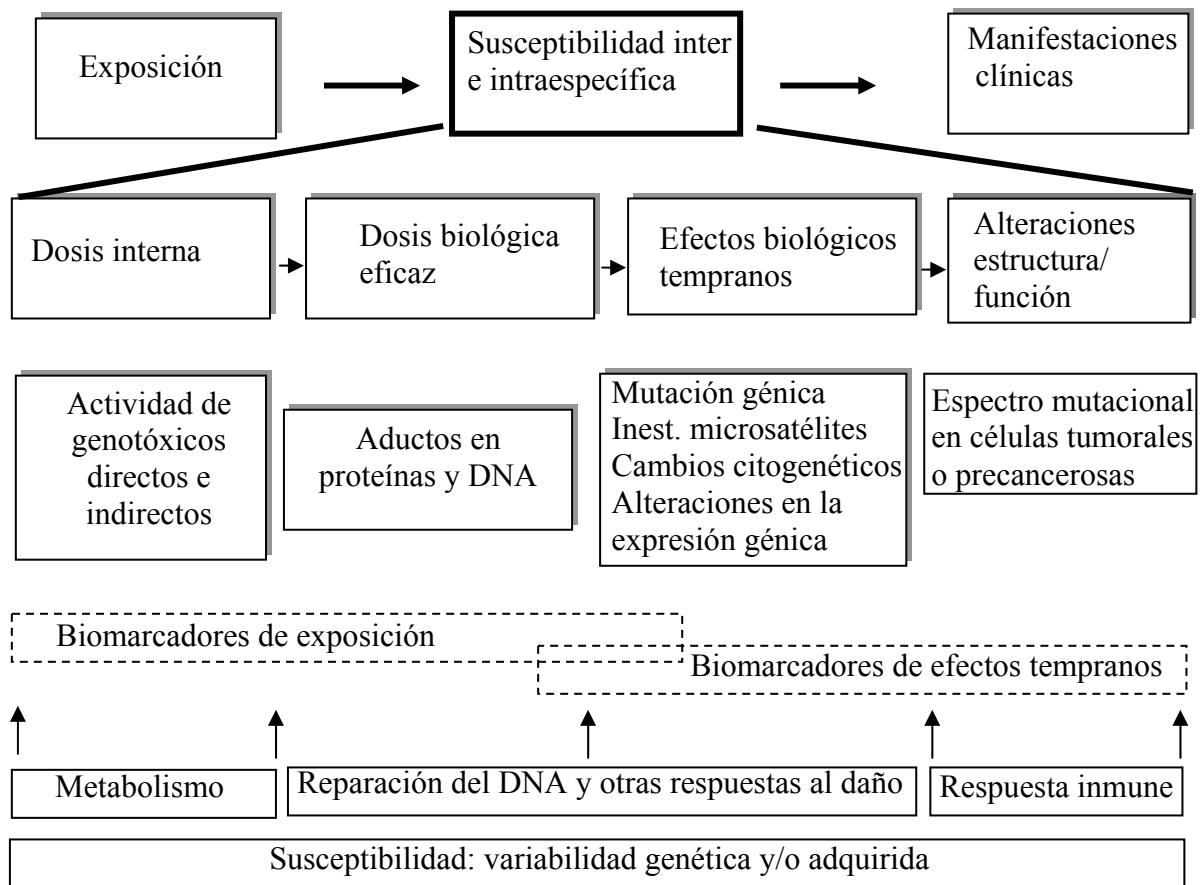 Exposición
Susceptibilidad inter
e intraespecífica
Manifestaciones
clínicas
Dosis interna
Dosis biológica
eficaz
Efectos biológicos
tempranos
Alteraciones
estructura/
función
Actividad de
genotóxicos
directos e
indirectos
Aductos en
proteínas y DNA
Mutación génica
Inest. microsatélites
Cambios citogenéticos
Alteraciones en la
expresión génica
Espectro mutacional
en células tumorales
o precancerosas
Biomarcadores de exposición
Biomarcadores de efectos tempranos
Metabolismo
Reparación del DNA y otras respuestas al daño
Respuesta inmune
Susceptibilidad: variabilidad genética y/o adquirida